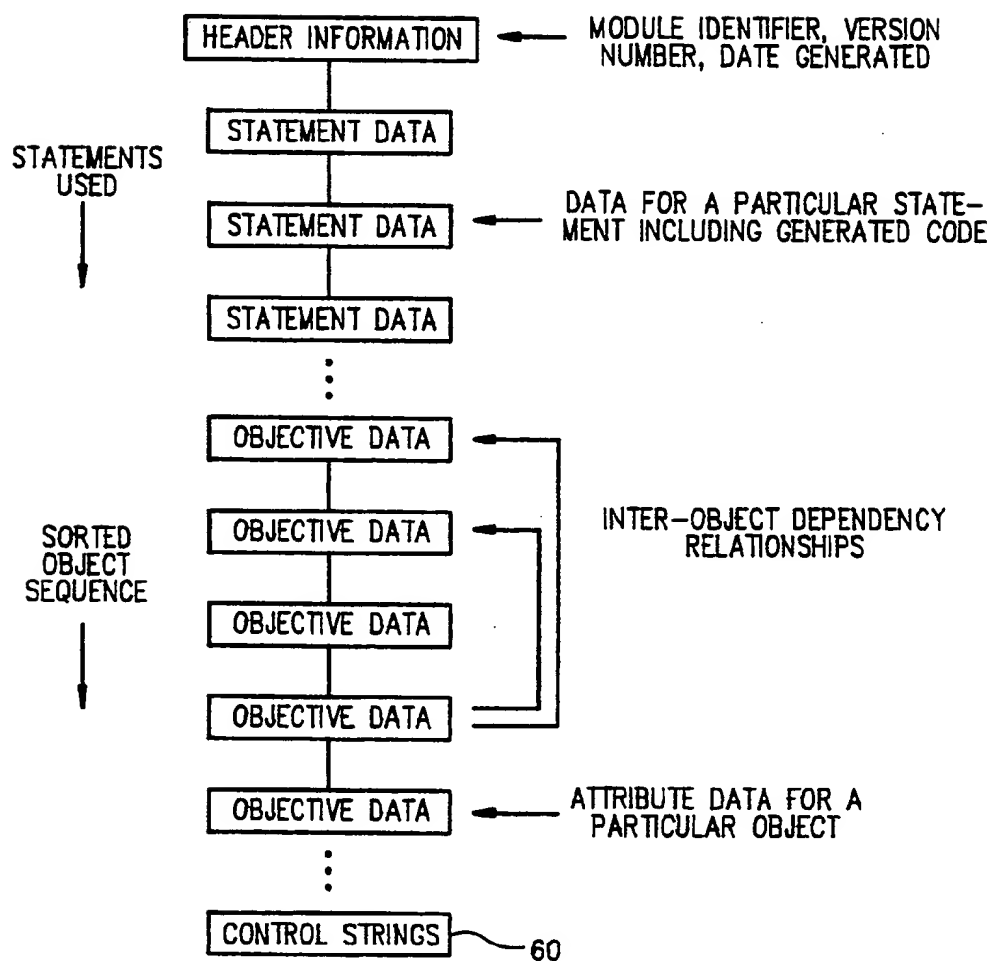 HEADER INFORMATION
MODULE IDENTIFIER, VERSION
NUMBER, DATE GENERATED
STATEMENT DATA
STATEMENTS
USED
STATEMENT DATA
DATA FOR A PARTICULAR STATE-
MENT INCLUDING GENERATED CODE
STATEMENT DATA
OBJECTIVE DATA
OBJECTIVE DATA
INTER-OBJECT DEPENDENCY
RELATIONSHIPS
SORTED
OBJECT
SEQUENCE
OBJECTIVE DATA
OBJECTIVE DATA
OBJECTIVE DATA
ATTRIBUTE DATA FOR A
PARTICULAR OBJECT
CONTROL STRINGS
60